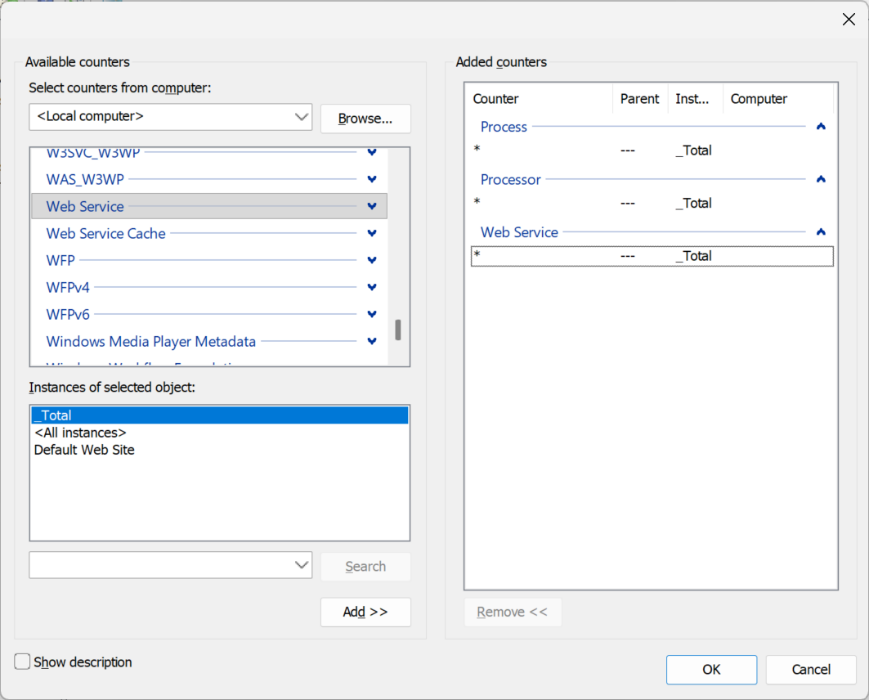 Available counters
Select counters from computer:
<Local computer>
Browse...
W3SVC_W3WP
WAS_W3WP
Web Service
Web Service Cache
WFP
WFPv4
WFPv6
Windows Media Player Metadata
Instances of selected object:
_Total
<All instances>
Default Web Site
Search
Add >>
Show description
Added counters
Counter Parent Inst... Computer
Process
* --- _Total
Processor
* --- _Total
Web Service
* --- _Total
Remove <<
OK Cancel